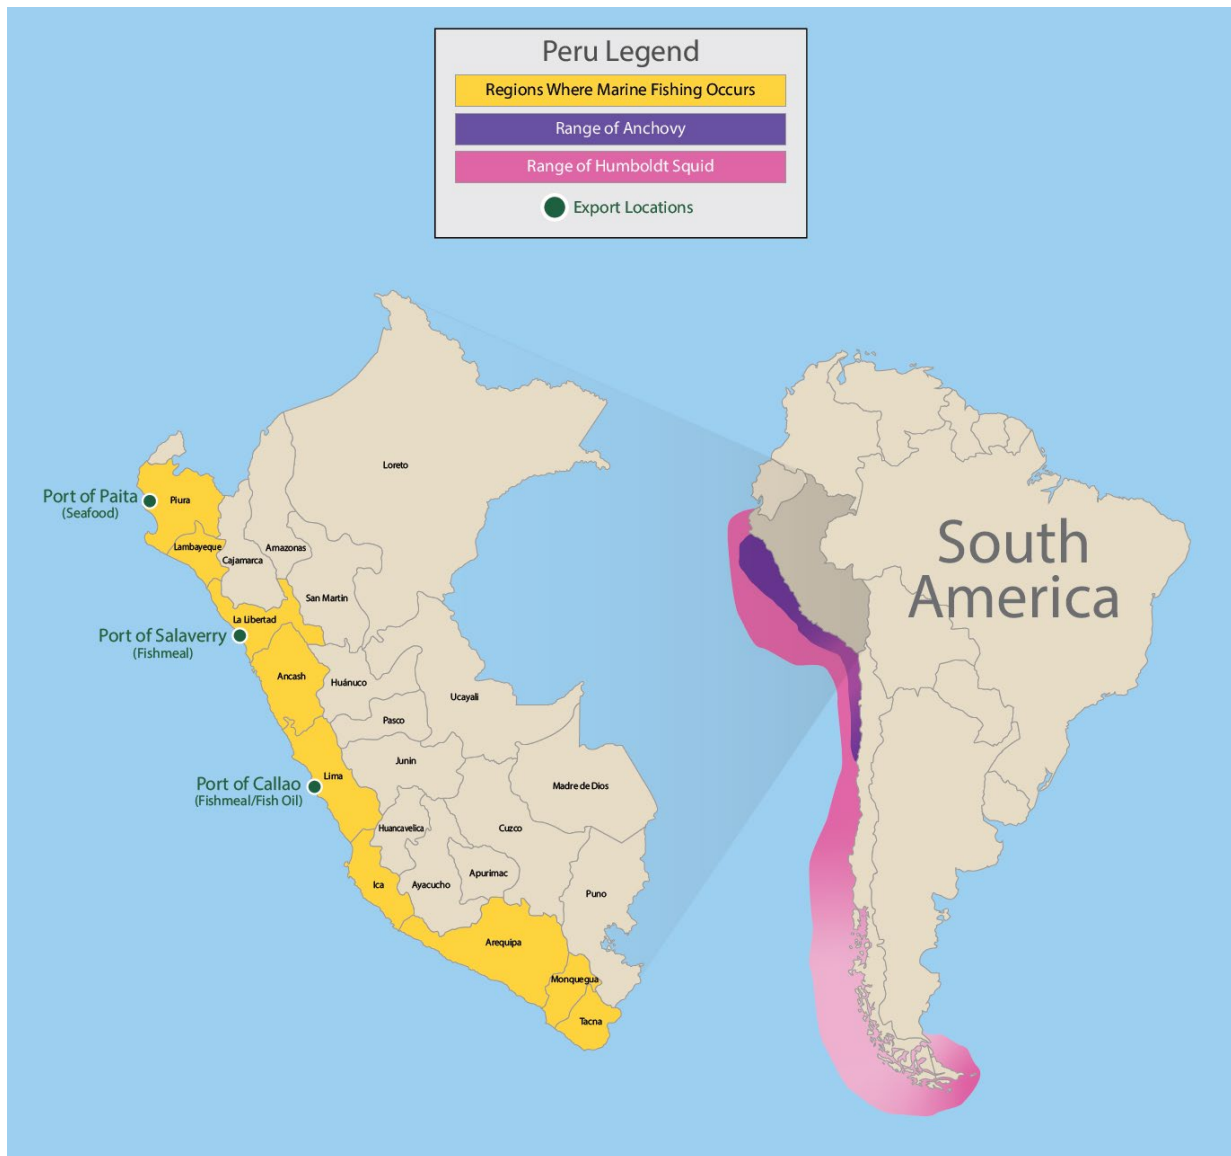 Peru Legend
Regions Where Marine Fishing Occurs
Range of Anchovy
Range of Humboldt Squid
Export Locations
Loreto
Port of Paita
(Seafood)
Piura
Lambayeque
Cajamarca
Amazonas
San Martin
La Libertad
Port of Salaverry
(Fishmeal)
Ancash
Huánuco
Ucayali
Pasco
Junin
Lima
Port of Callao
(Fishmeal/Fish Oil)
Madre de Dios
Huancavelica
Cuzco
Ica
Ayacucho
Apurimac
Puno
Arequipa
Monquegua
Tacna
South
America